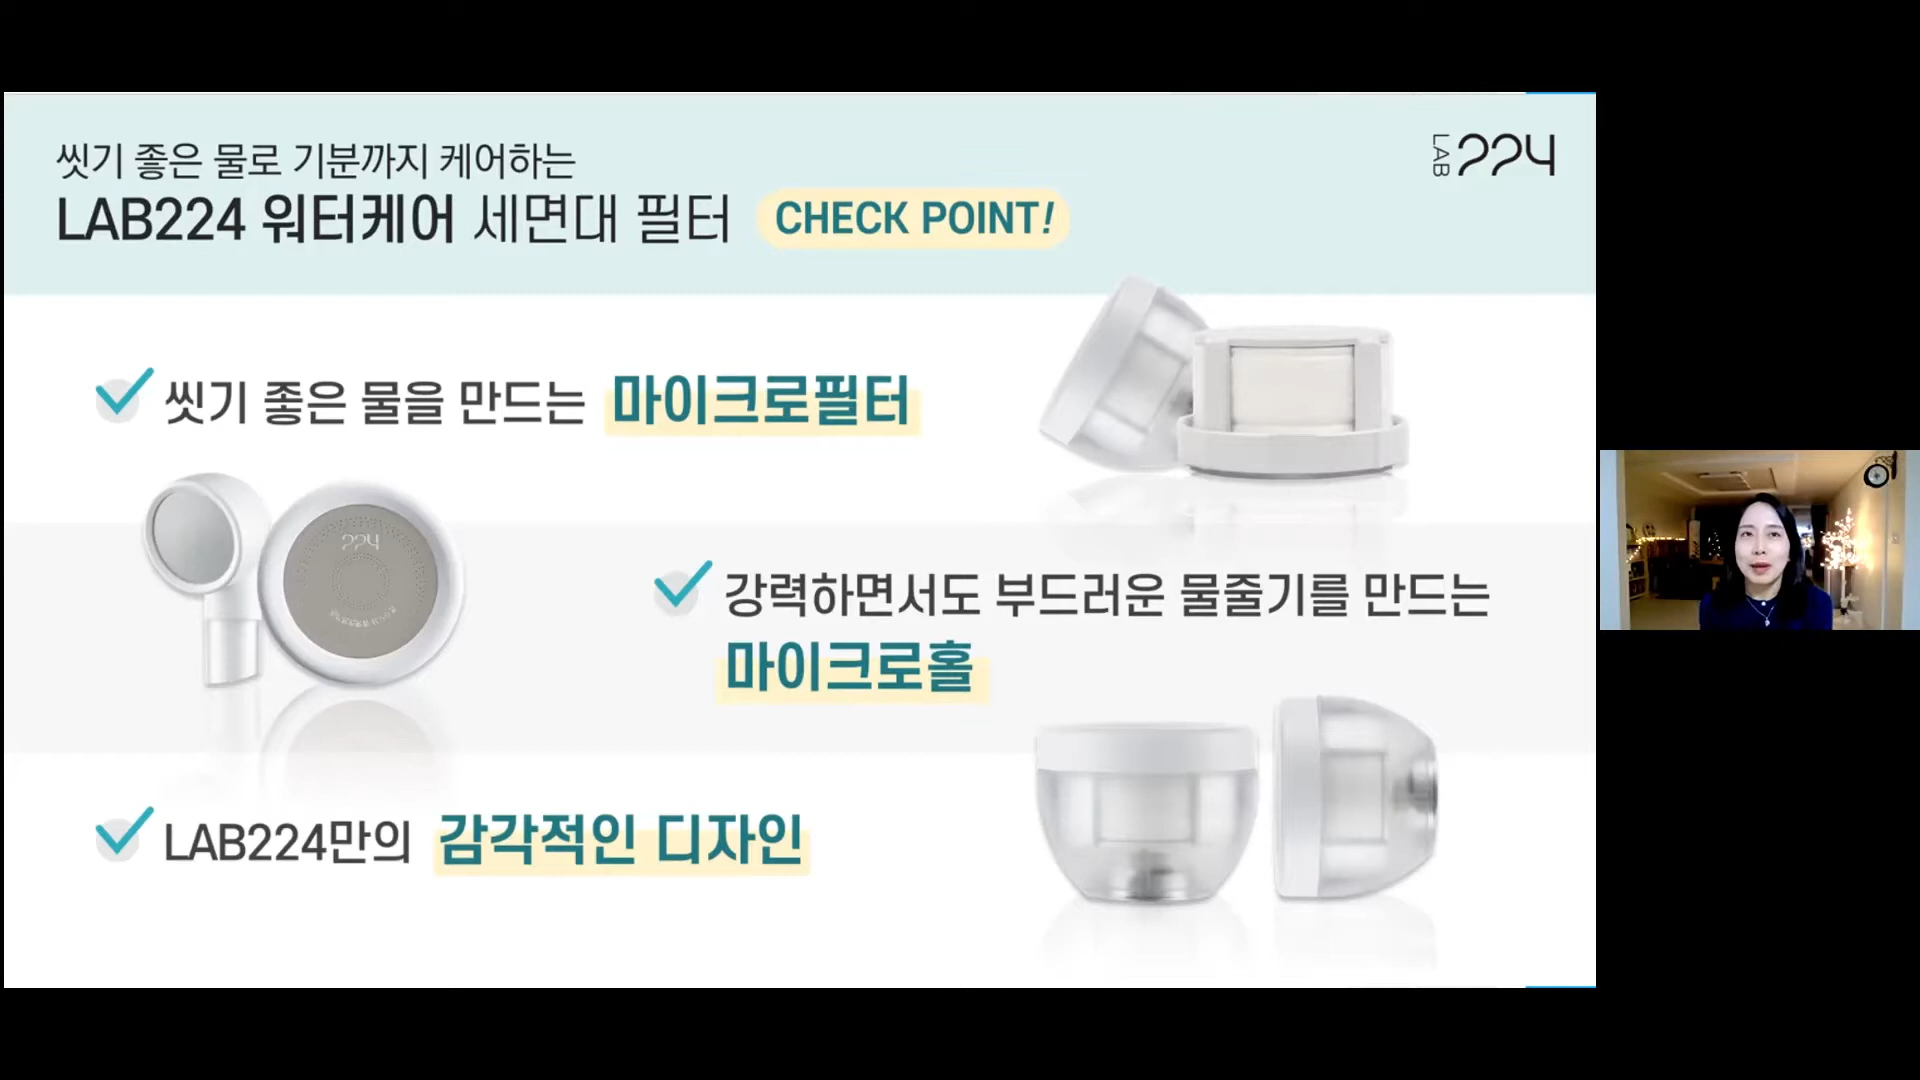 씻기 좋은 물로 기분까지 케어하는
LAB224 워터케어 세면대 필터 CHECK POINT!
LAB 224
씻기 좋은 물을 만드는 마이크로필터
224
강력하면서도 부드러운 물줄기를 만드는
마이크로홀
LAB224만의 감각적인 디자인